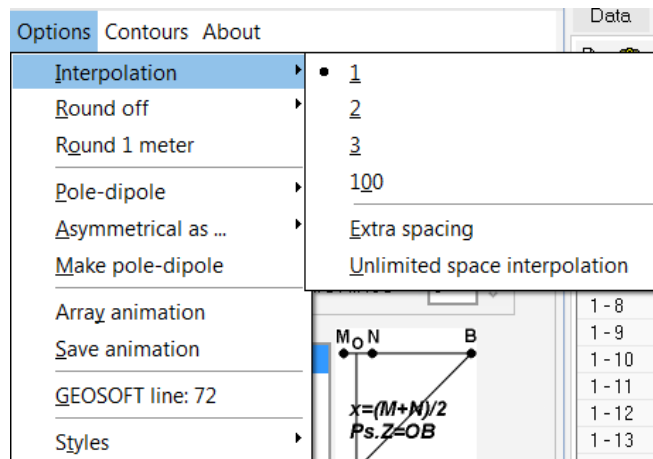 Data
Options Contours About
Interpolation
Round off
Round 1 meter
Pole-dipole
Asymmetrical as ...
Make pole-dipole
Array animation
Save animation
GEOSOFT line: 72
Styles
1
2
3
100
Extra spacing
Unlimited space interpolation
M O N B
x=(M+N)/2
Ps.Z=OB
1 - 8
1 - 9
1 - 10
1 - 11
1 - 12
1 - 13